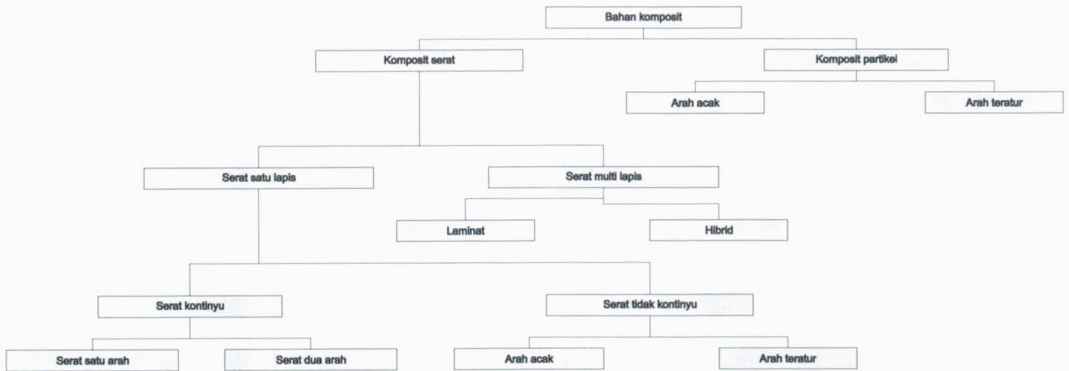 Bahan komposit
Komposit serat
Komposit partikel
Arah acak
Arah teratur
Serat satu lapis
Serat multi lapis
Laminat
Hibrid
Serat kontinyu
Serat tidak kontinyu
Serat satu arah
Serat dua arah
Arah acak
Arah teratur